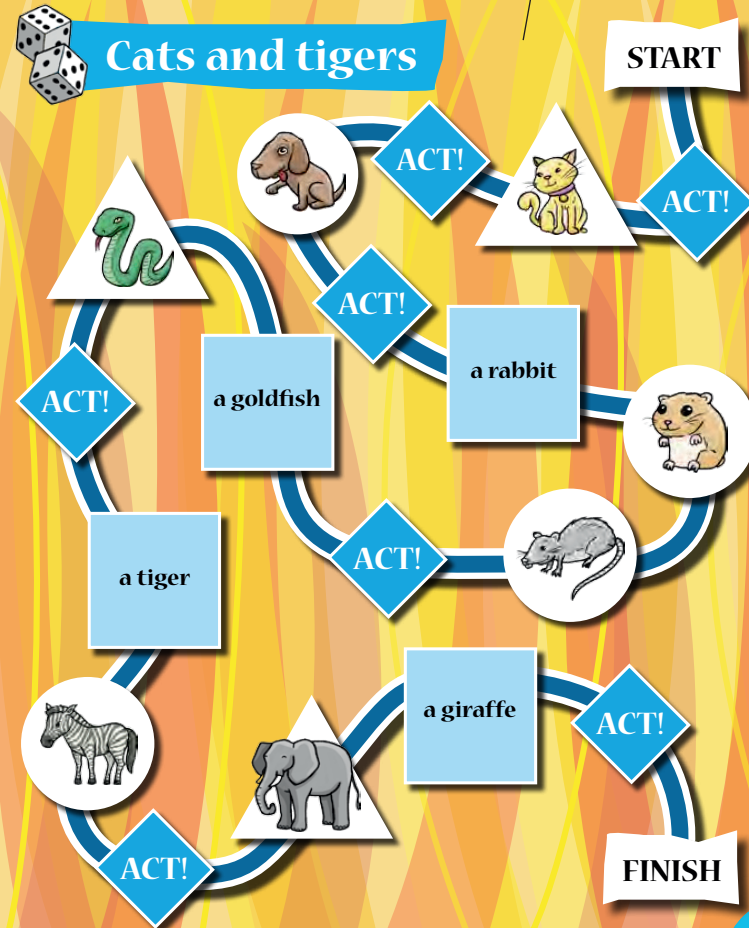 Cats and tigers
START
ACT!
ACT!
ACT!
a rabbit
ACT!
a goldfish
ACT!
a tiger
ACT!
a giraffe
ACT!
FINISH